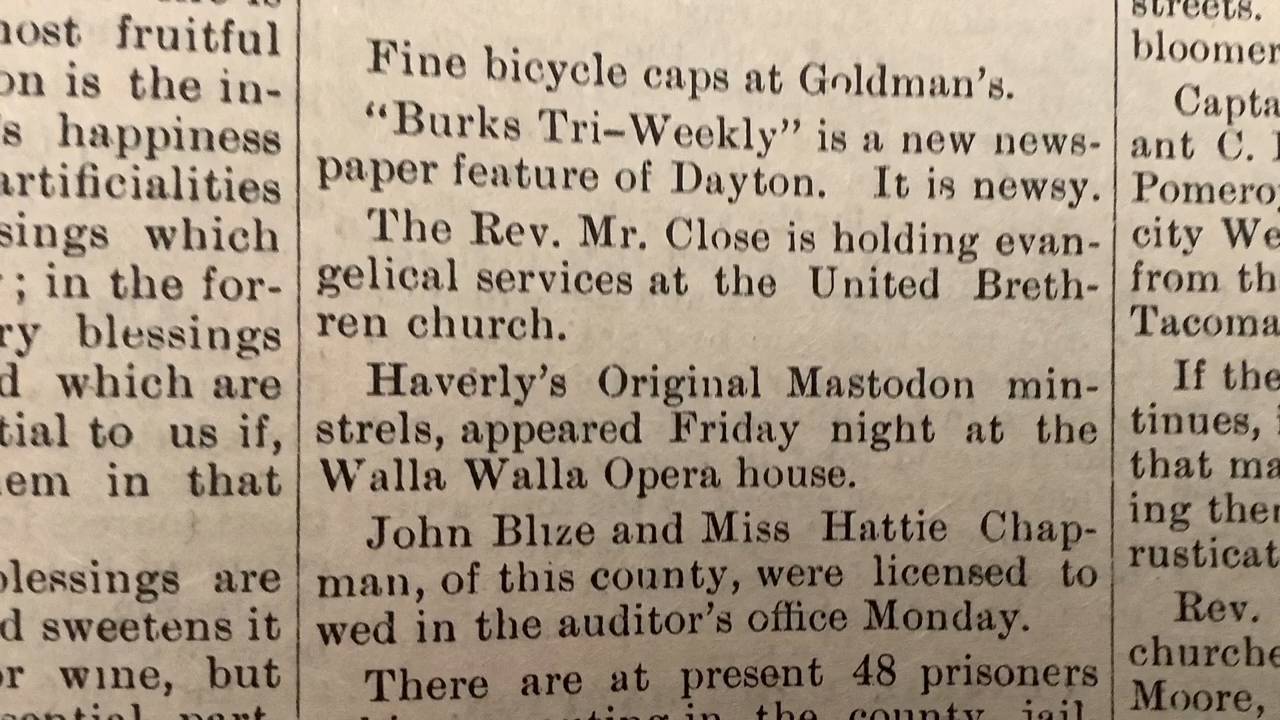 most fruitful
on is the in-
's happiness
artificialities
sings which
; in the for-
ry blessings
d which are
tial to us if,
em in that
blessings are
d sweetens it
or wine, but
Fine bicycle caps at Goldman's.
"Burks Tri-Weekly" is a new news-
paper feature of Dayton. It is newsy.
The Rev. Mr. Close is holding evan-
gelical services at the United Breth-
ren church.
Haverly's Original Mastodon min-
strels, appeared Friday night at the
Walla Walla Opera house.
John Blize and Miss Hattie Chap-
man, of this county, were licensed to
wed in the auditor's office Monday.
There are at present 48 prisoners
in the county jail
streets.
bloomer
Capta
ant C.
Pomero
city We
from th
Tacoma
If the
tinues,
that ma
ing ther
rusticat
Rev.
churche
Moore,